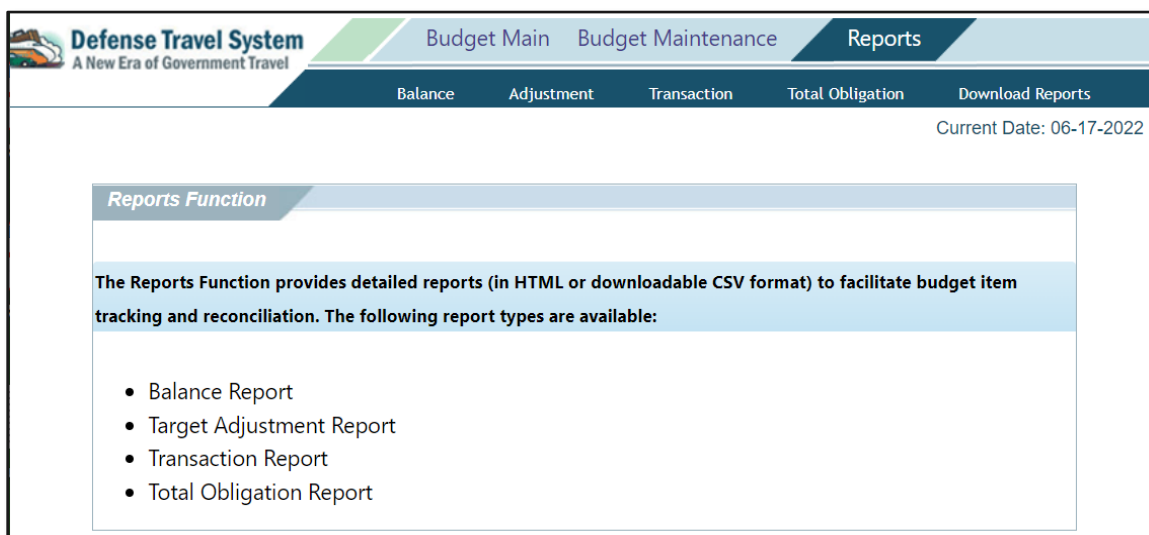 Defense Travel System
A New Era of Government Travel
Budget Main Budget Maintenance Reports
Balance Adjustment Transaction Total Obligation Download Reports
Current Date: 06-17-2022
Reports Function
The Reports Function provides detailed reports (in HTML or downloadable CSV format) to facilitate budget item
tracking and reconciliation. The following report types are available:
• Balance Report
• Target Adjustment Report
• Transaction Report
• Total Obligation Report